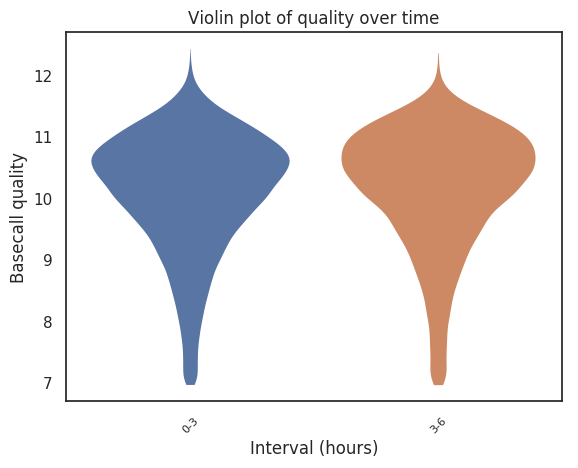 Violin plot of quality over time
12
11
10
9
8
7
Basecall quality
0-3
3-6
Interval (hours)